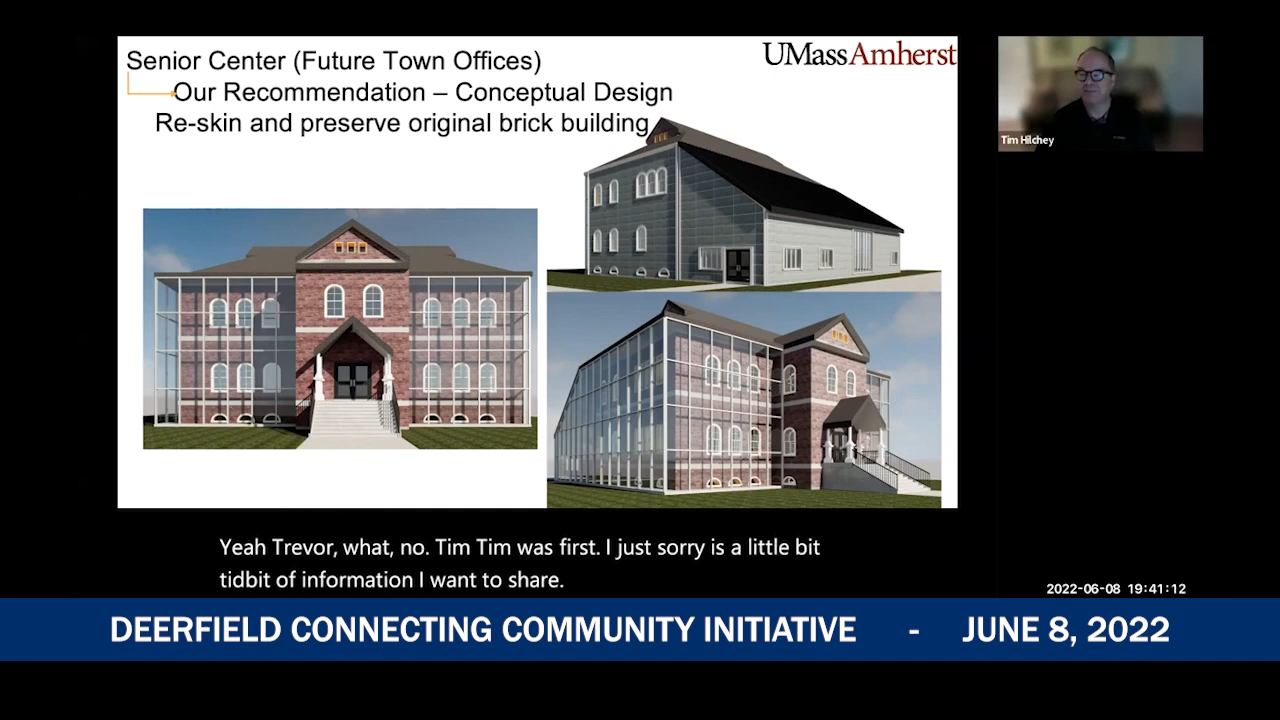 Senior Center (Future Town Offices)
UMassAmherst
Our Recommendation – Conceptual Design
Re-skin and preserve original brick building
Tim Hilchey
Yeah Trevor, what, no. Tim Tim was first. I just sorry is a little bit
tidbit of information I want to share.
2022-06-08 19:41:12
DEERFIELD CONNECTING COMMUNITY INITIATIVE - JUNE 8, 2022